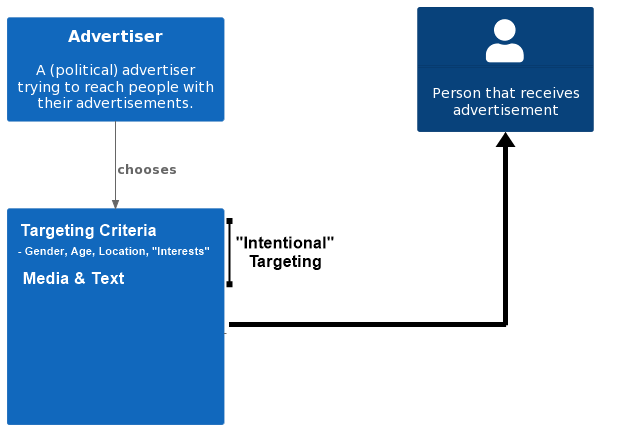 Advertiser
A (political) advertiser
trying to reach people with
their advertisements.
Person that receives
advertisement
chooses
Targeting Criteria
- Gender, Age, Location, "Interests"
Media & Text
"Intentional"
Targeting